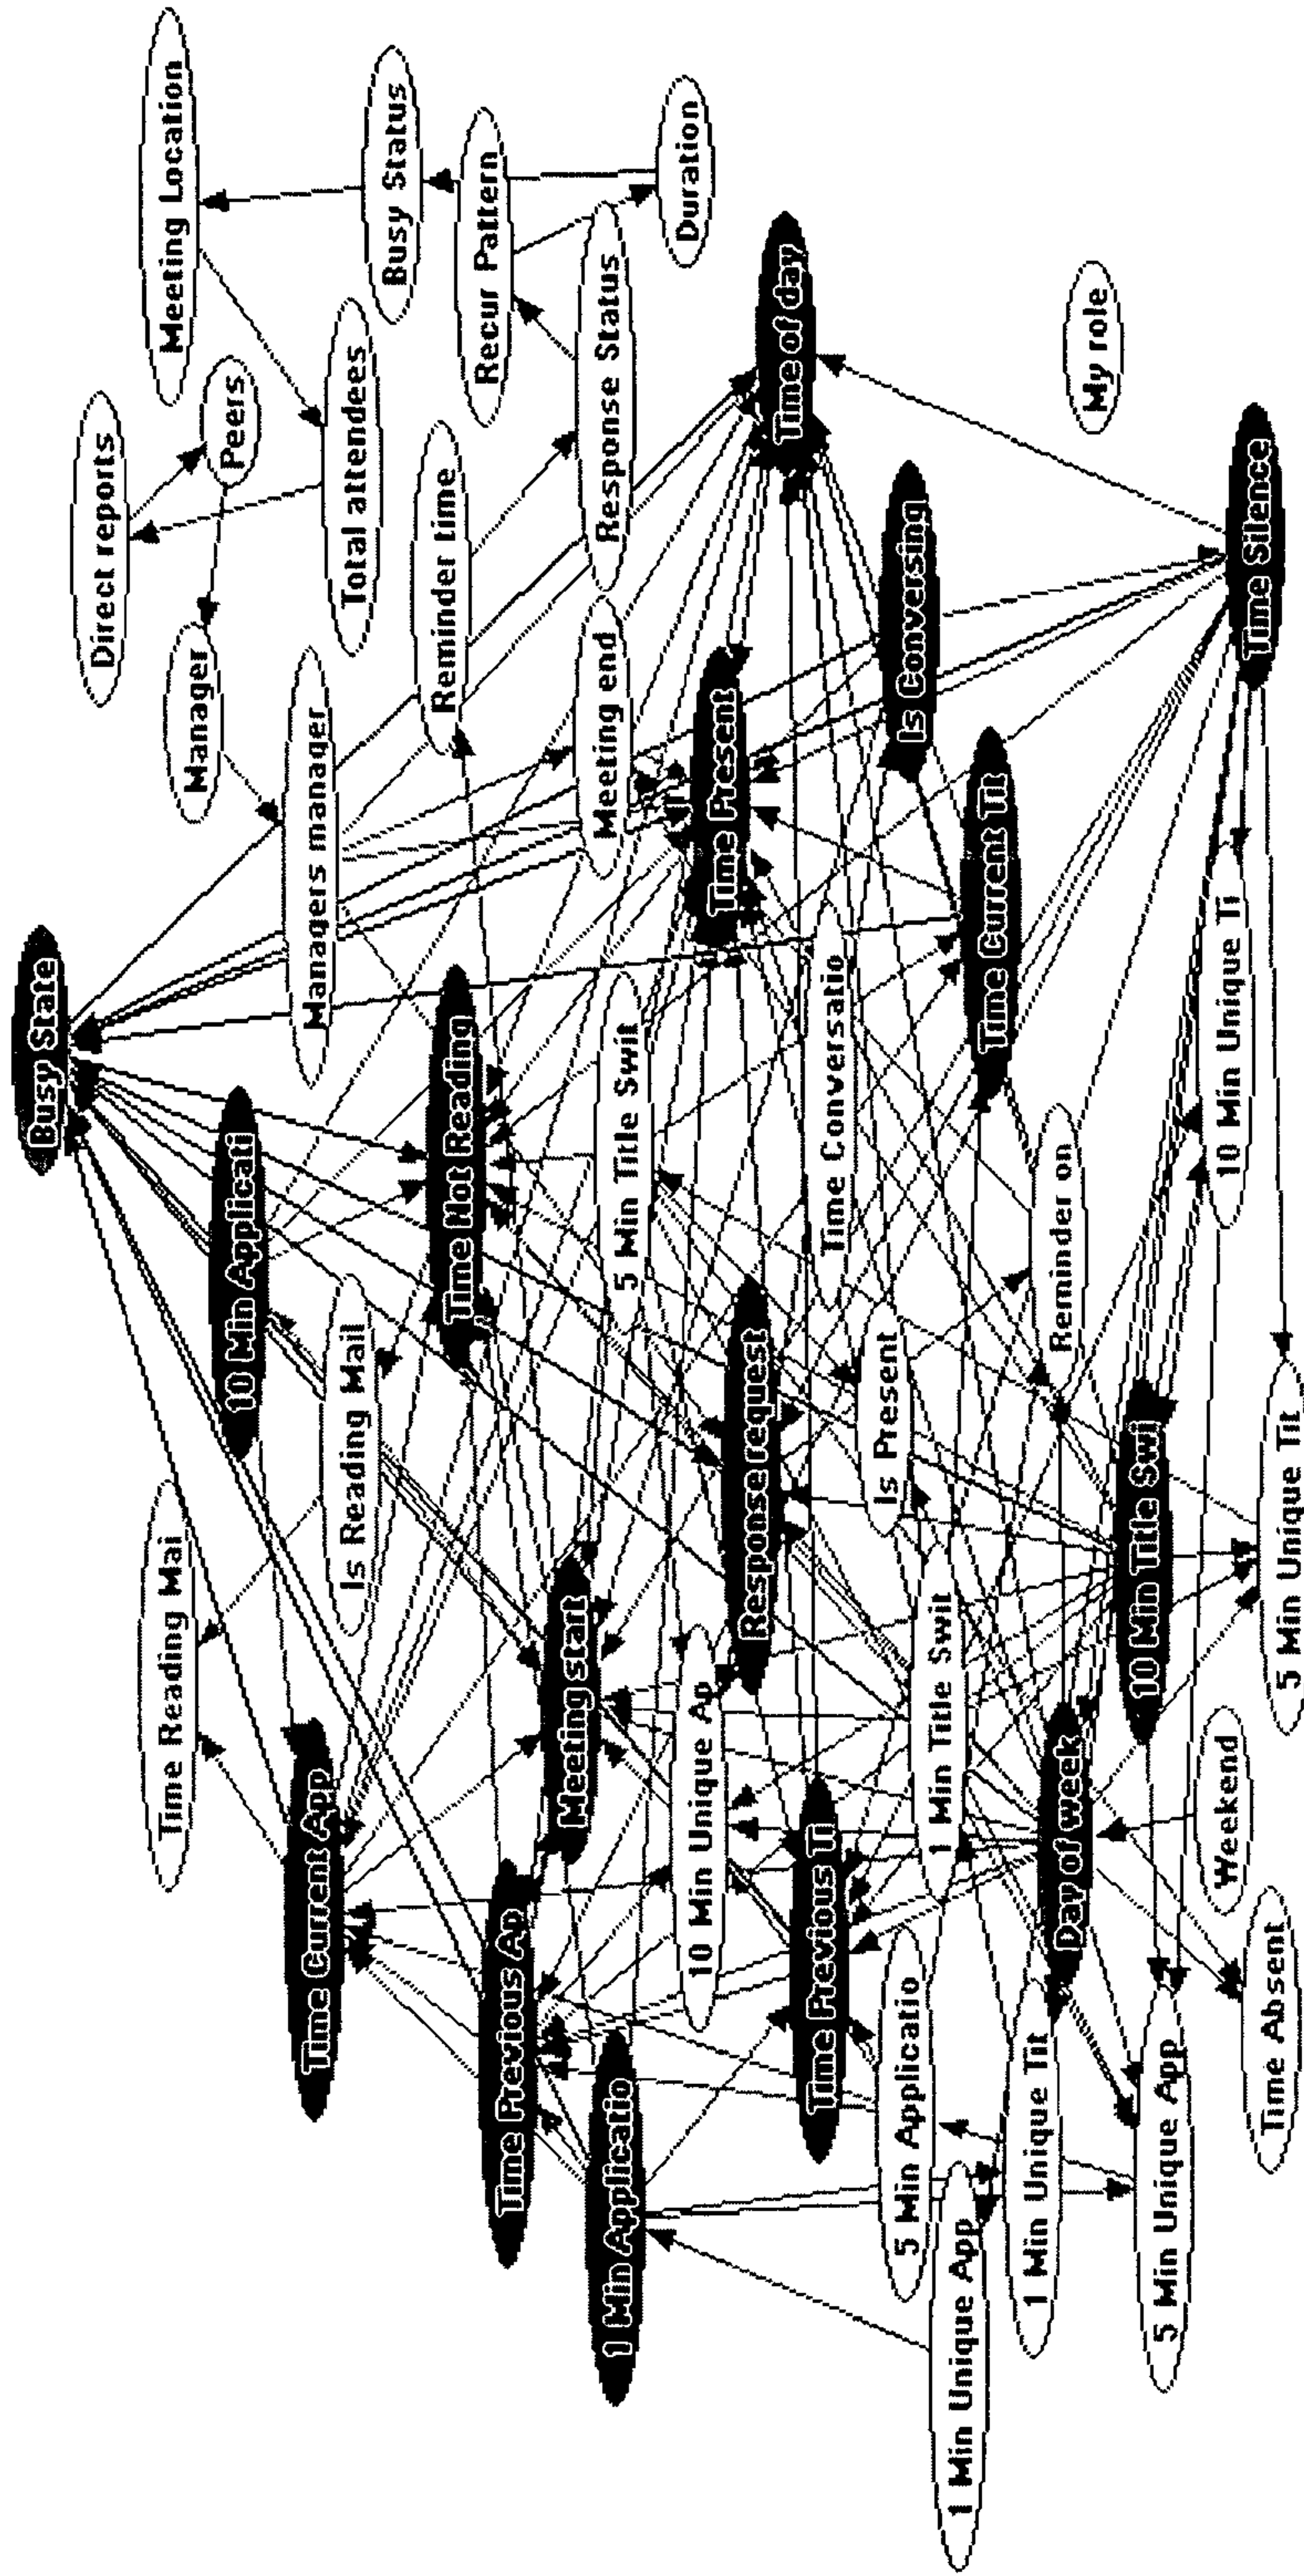 Busy State
Direct reports
Time Reading Mai
Meeting Location
Manager
Peers
10 Min Applicati
Time Current App
Managers manager
Is Reading Mail
Total attendees
Busy Status
Reminder time
Time Not Reading
Recur Pattern
Time Previous Ap
Meeting start
Meeting end
Response Status
1 Min Applicatio
5 Min Title Swit
Duration
10 Min Unique Ap
Time Present
Response request
Time of day
Time Previous Ti
Time Conversatio
Is Present
5 Min Applicatio
Is Conversing
1 Min Title Swit
1 Min Unique App
Time Current Tit
1 Min Unique Tit
Reminder on
Day of week
My role
10 Min Title Swi
5 Min Unique App
Weekend
10 Min Unique Ti
Time Silence
Time Absent
5 Min Unique Tit